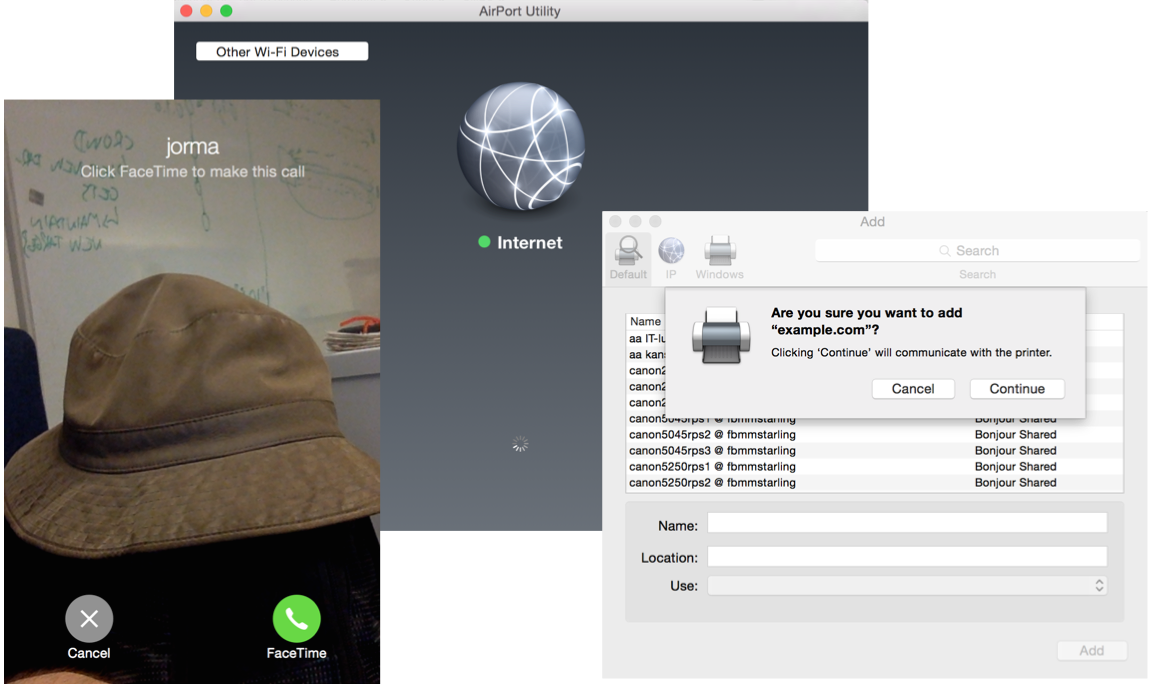 AirPort Utility
Other Wi-Fi Devices
Internet
jorma
Click FaceTime to make this call
CROWD
NEW TARGET
Cancel
FaceTime
Add
Default
IP
Windows
Search
Search
Are you sure you want to add
“example.com”?
Clicking ‘Continue’ will communicate with the printer.
Cancel
Continue
Name
aa IT-lu
aa kan
canon2
canon2
canon2
canon5045rps1 @ fbmmstarling Bonjour Shared
canon5045rps2 @ fbmmstarling Bonjour Shared
canon5045rps3 @ fbmmstarling Bonjour Shared
canon5250rps1 @ fbmmstarling Bonjour Shared
canon5250rps2 @ fbmmstarling Bonjour Shared
Name:
Location:
Use:
Add